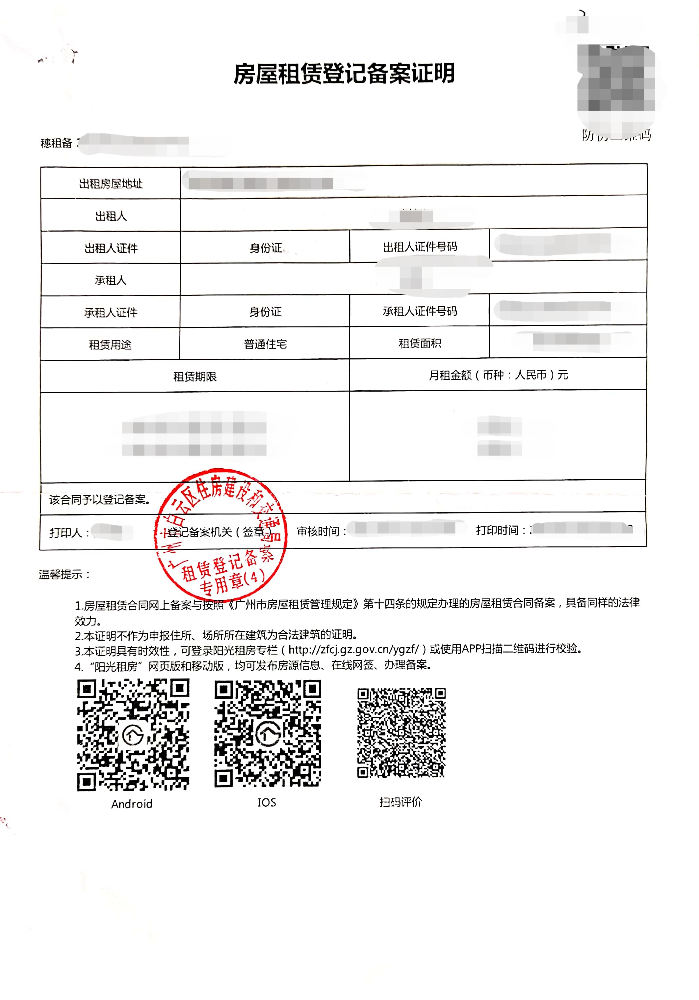 房屋租赁登记备案证明
防伪二维码
穗租备
出租房屋地址
出租人
出租人证件 身份证 出租人证件号码
承租人
承租人证件 身份证 承租人证件号码
租赁用途 普通住宅 租赁面积
租赁期限 月租金额(币种:人民币)元
该合同予以登记备案。
打印人: 登记备案机关(签章) 审核时间: 打印时间:
广州市白云区住房建设和交通局
租赁登记备案
专用章(4)
温馨提示:
1.房屋租赁合同网上备案与按照《广州市房屋租赁管理规定》第十四条的规定办理的房屋租赁合同备案,具备同样的法律
效力。
2.本证明不作为申报住所、场所所在建筑为合法建筑的证明。
3.本证明具有时效性,可登录阳光租房专栏(http://zfcj.gz.gov.cn/ygzf/)或使用APP扫描二维码进行校验。
4.“阳光租房”网页版和移动版,均可发布房源信息、在线网签、办理备案。
Android IOS 扫码评价